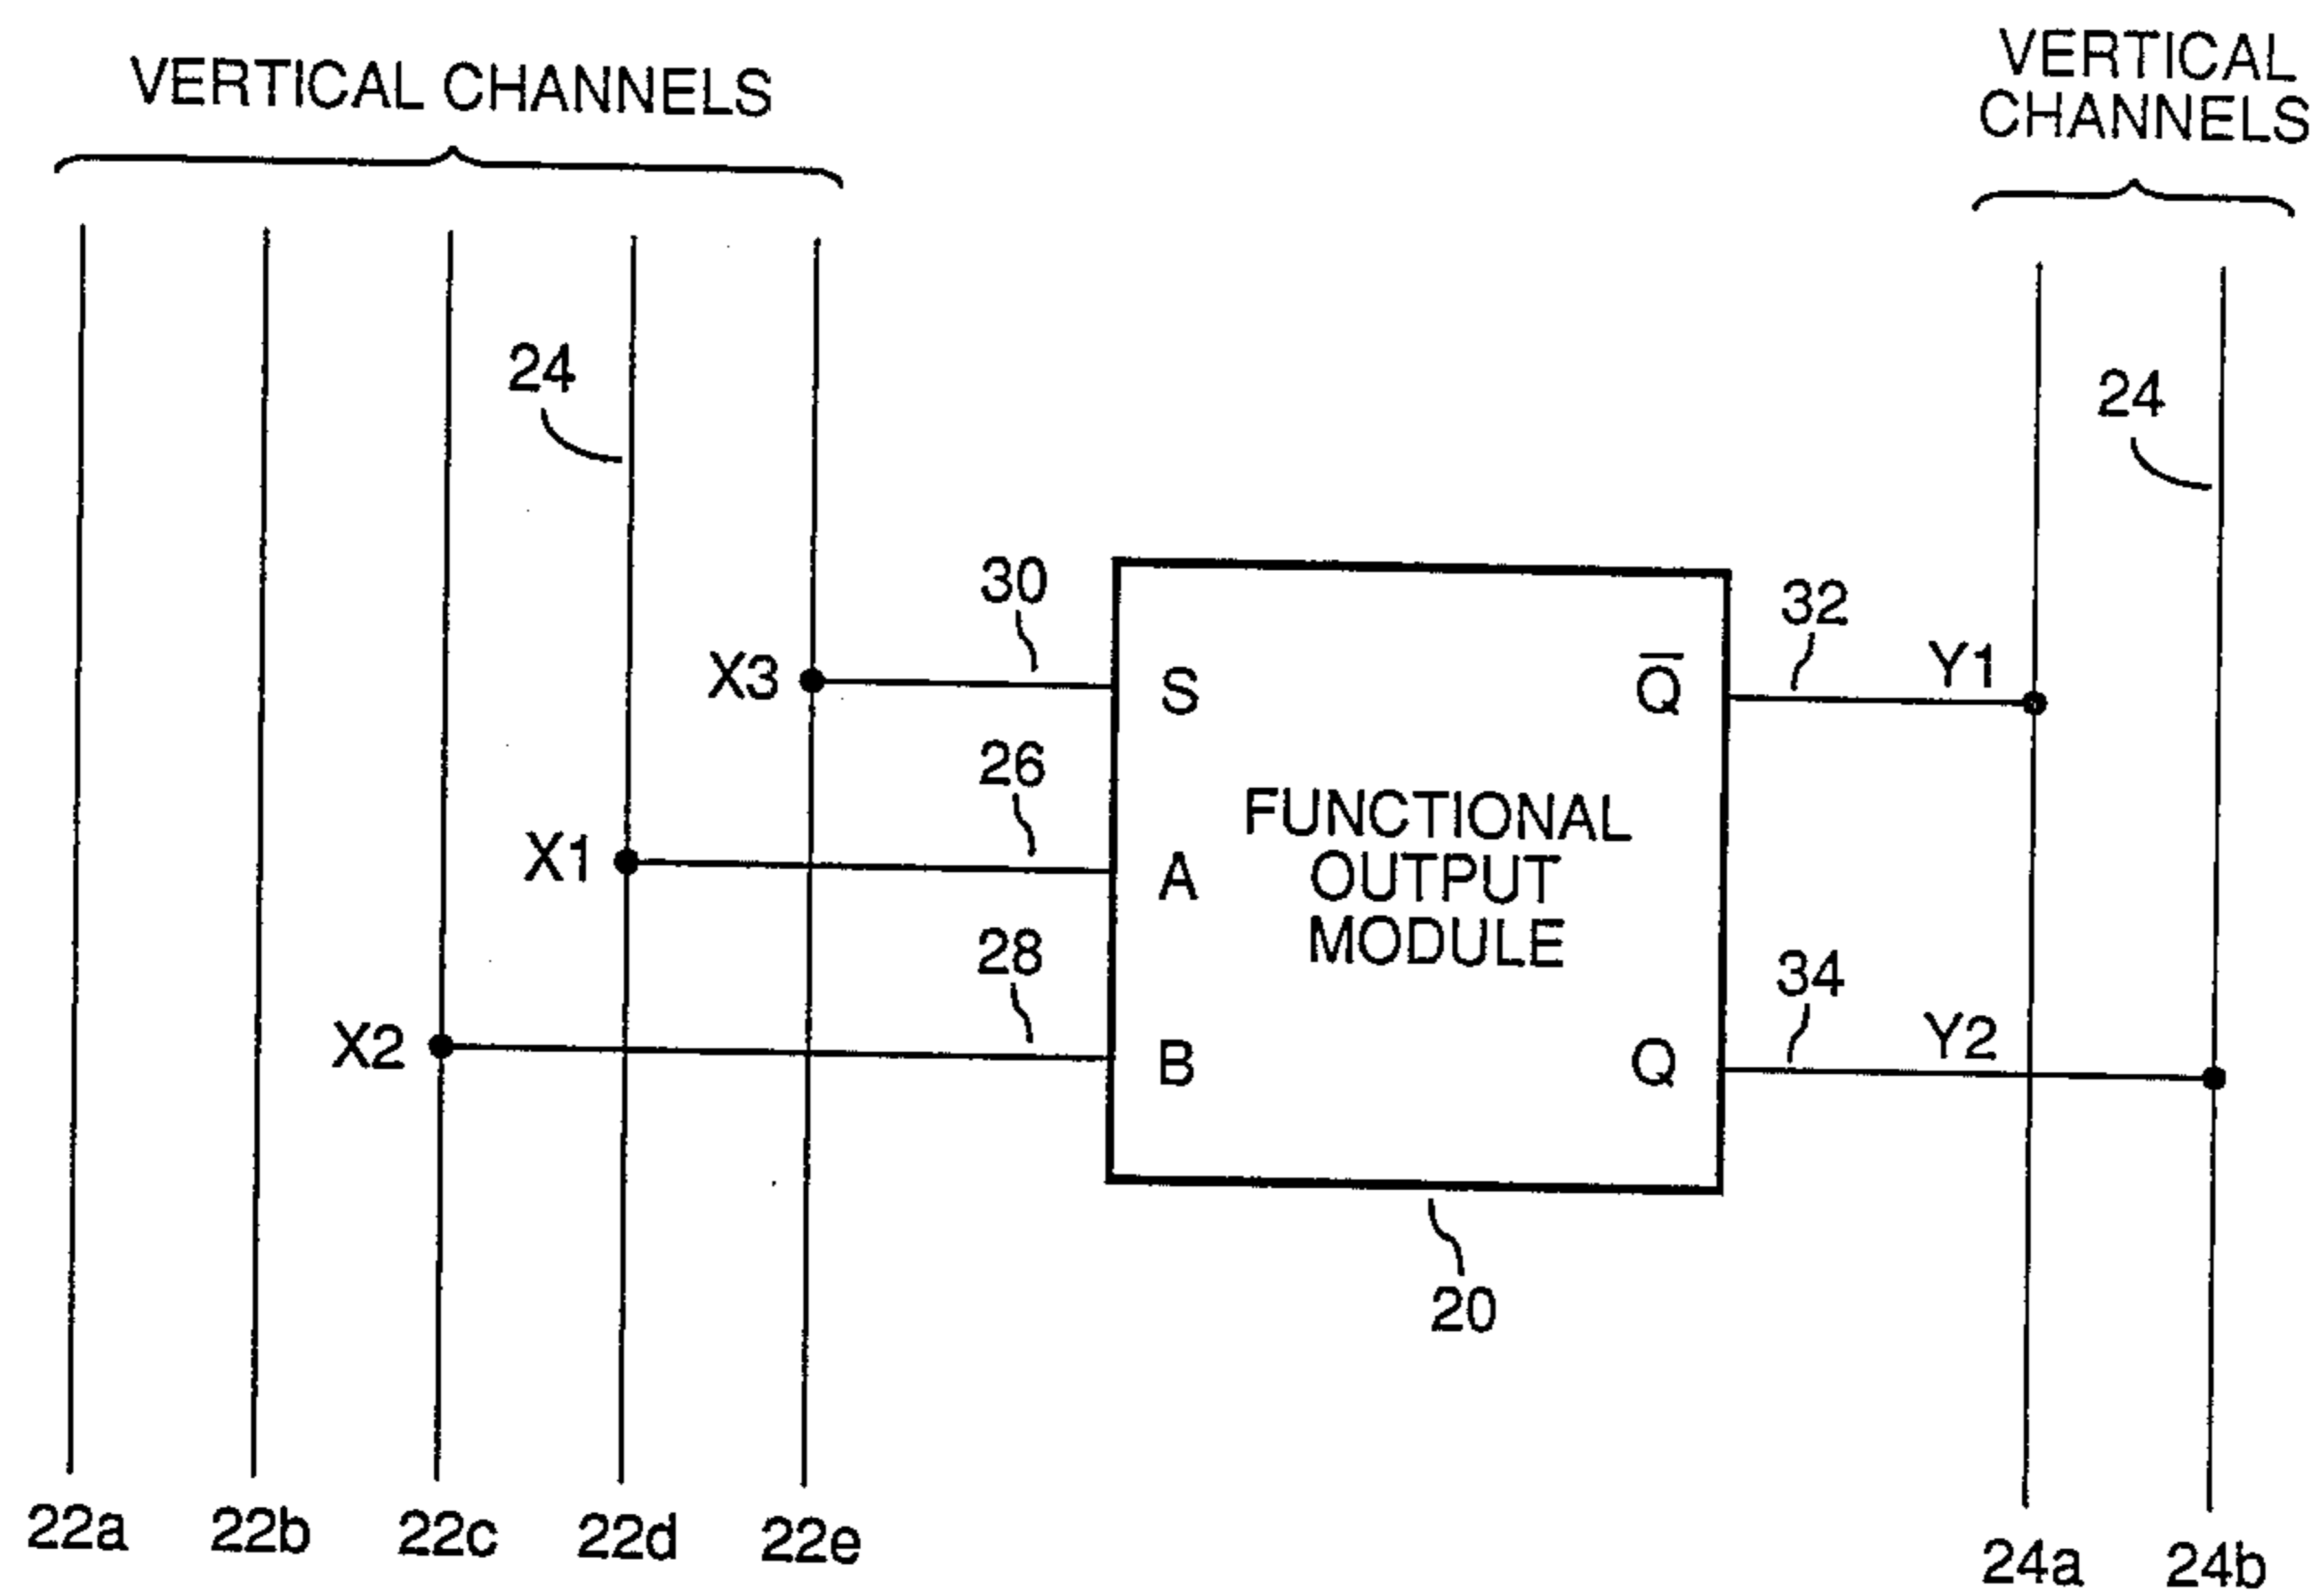 VERTICAL CHANNELS
VERTICAL
CHANNELS
24
24
30
32
X3
S
Q̅
Y1
26
X1
A
FUNCTIONAL
OUTPUT
MODULE
28
34
X2
B
Q
Y2
20
22a
22b
22c
22d
22e
24a
24b